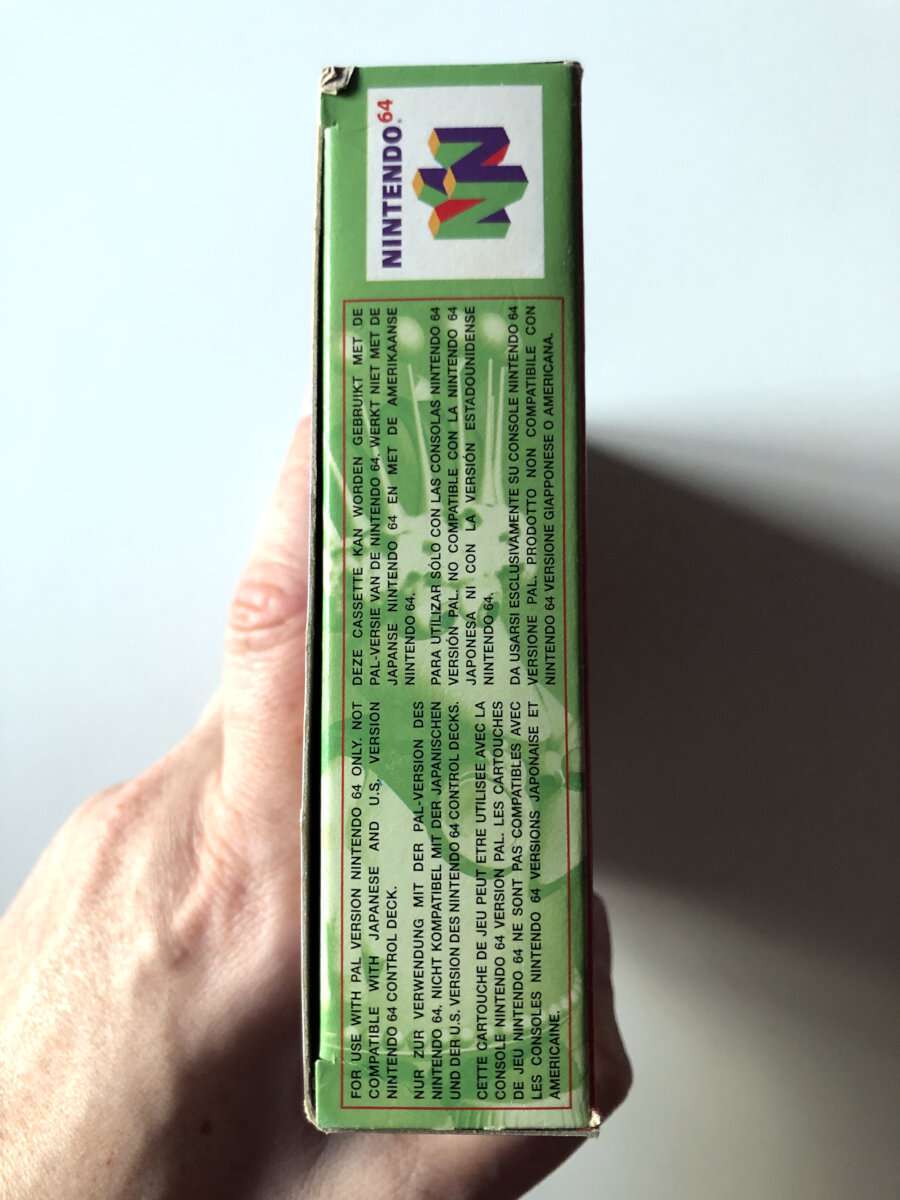 NINTENDO64
FOR USE WITH PAL VERSION NINTENDO 64 ONLY. NOT
COMPATIBLE WITH JAPANESE AND U.S. VERSION
NINTENDO 64 CONTROL DECK.
NUR ZUR VERWENDUNG MIT DER PAL-VERSION DES
NINTENDO 64. NICHT KOMPATIBEL MIT DER JAPANISCHEN
UND DER U.S. VERSION DES NINTENDO 64 CONTROL DECKS.
CETTE CARTOUCHE DE JEU PEUT ETRE UTILISEE AVEC LA
CONSOLE NINTENDO 64 VERSION PAL. LES CARTOUCHES
DE JEU NINTENDO 64 NE SONT PAS COMPATIBLES AVEC
LES CONSOLES NINTENDO 64 VERSIONS JAPONAISE ET
AMERICAINE.
DEZE CASSETTE KAN WORDEN GEBRUIKT MET DE
PAL-VERSIE VAN DE NINTENDO 64. WERKT NIET MET DE
JAPANSE NINTENDO 64 EN MET DE AMERIKAANSE
NINTENDO 64.
PARA UTILIZAR SÓLO CON LAS CONSOLAS NINTENDO 64
VERSIÓN PAL. NO COMPATIBLE CON LA NINTENDO 64
JAPONESA NI CON LA VERSIÓN ESTADOUNIDENSE
NINTENDO 64.
DA USARSI ESCLUSIVAMENTE SU CONSOLE NINTENDO 64
VERSIONE PAL. PRODOTTO NON COMPATIBILE CON
NINTENDO 64 VERSIONE GIAPPONESE O AMERICANA.